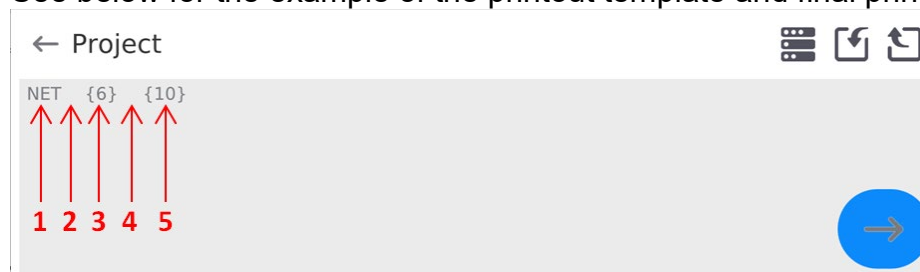 See below for the example of the printout template and final prin
← Project
NET {6} {10}
1 2 3 4 5